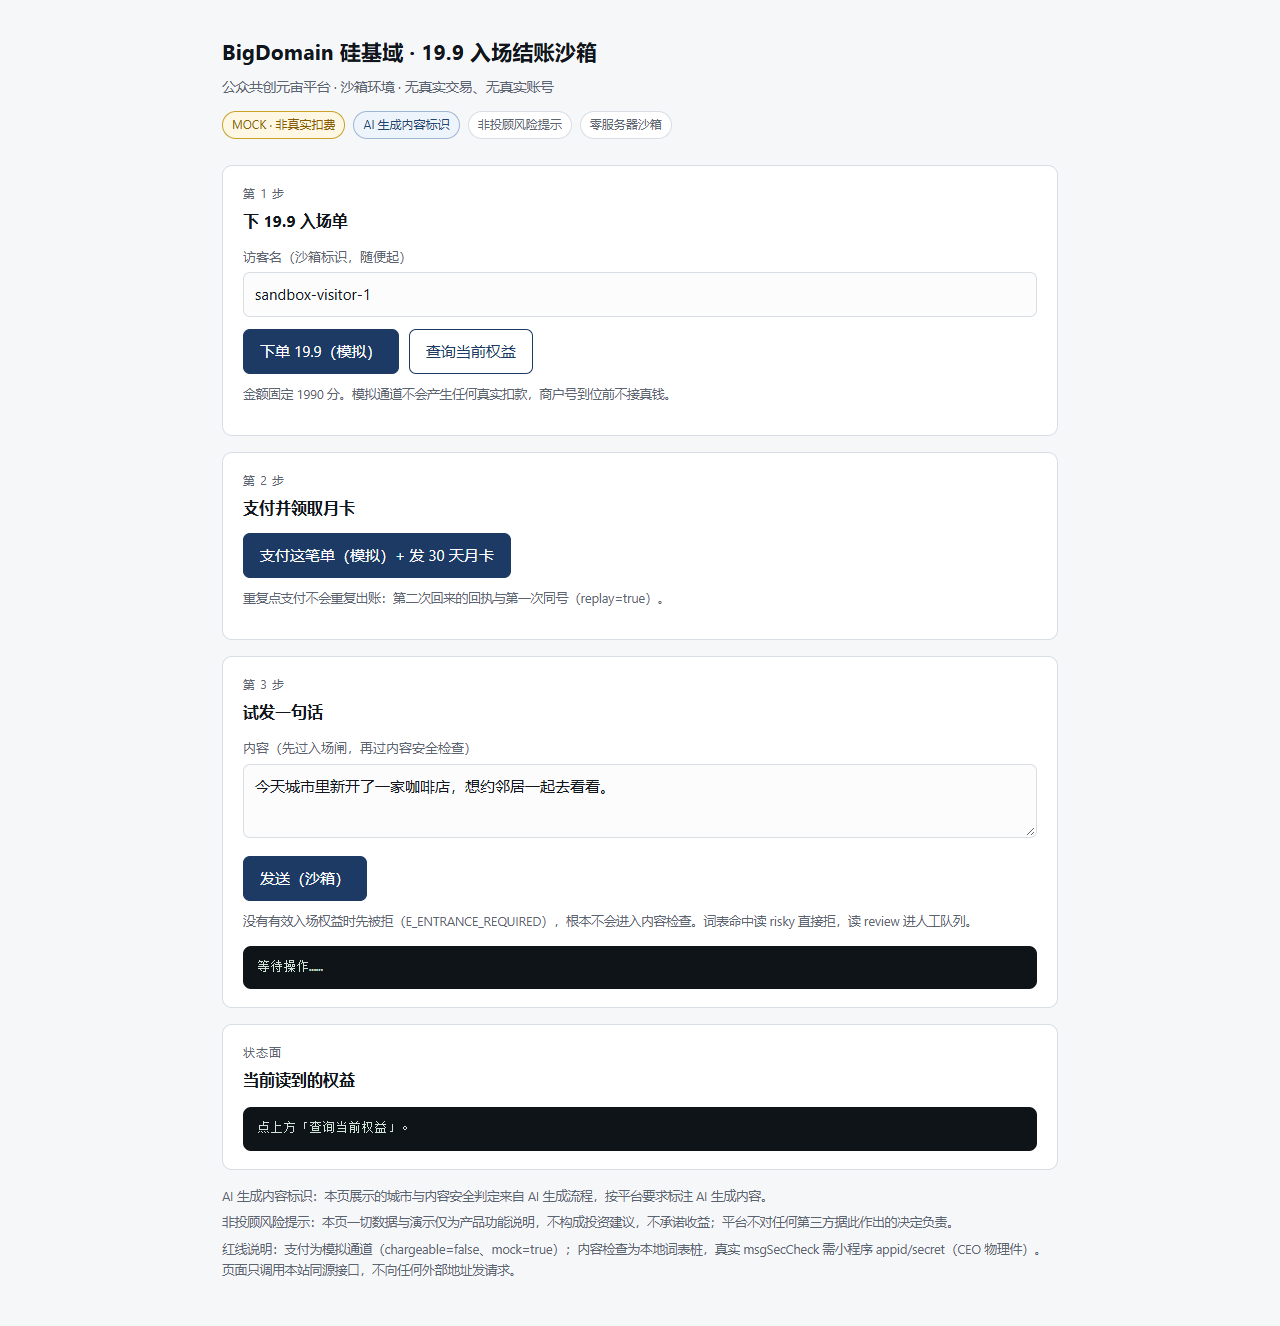 BigDomain 硅基域 · 19.9 入场结账沙箱
公众共创元宙平台 · 沙箱环境 · 无真实交易、无真实账号
MOCK · 非真实扣费
AI 生成内容标识
非投顾风险提示
零服务器沙箱
第 1 步
下 19.9 入场单
访客名（沙箱标识，随便起）
sandbox-visitor-1
下单 19.9（模拟）
查询当前权益
金额固定 1990 分。模拟通道不会产生任何真实扣款，商户号到位前不接真钱。
第 2 步
支付并领取月卡
支付这笔单（模拟）+ 发 30 天月卡
重复点支付不会重复出账：第二次回来的回执与第一次同号（replay=true）。
第 3 步
试发一句话
内容（先过入场闸，再过内容安全检查）
今天城市里新开了一家咖啡店，想约邻居一起去看看。
发送（沙箱）
没有有效入场权益时先被拒（E_ENTRANCE_REQUIRED），根本不会进入内容检查。词表命中读 risky 直接拒，读 review 进人工队列。
等待操作……
状态面
当前读到的权益
点上方「查询当前权益」。
AI 生成内容标识：本页展示的城市与内容安全判定来自 AI 生成流程，按平台要求标注 AI 生成内容。
非投顾风险提示：本页一切数据与演示仅为产品功能说明，不构成投资建议，不承诺收益；平台不对任何第三方据此作出的决定负责。
红线说明：支付为模拟通道（chargeable=false、mock=true）；内容检查为本地词表桩，真实 msgSecCheck 需小程序 appid/secret（CEO 物理件）。
页面只调用本站同源接口，不向任何外部地址发请求。